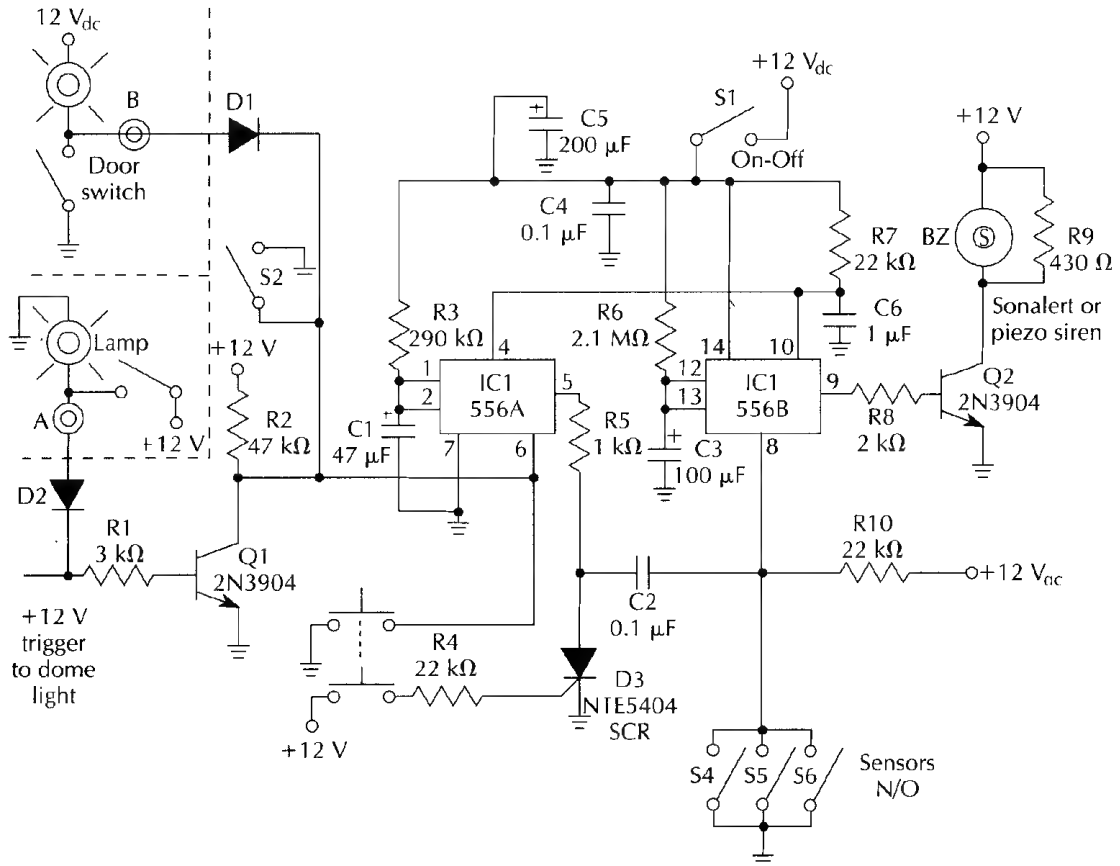 12 Vdc
B
D1
Door
switch
S2
C5
200 µF
+
S1
+12 Vdc
On-Off
C4
0.1 µF
+12 V
BZ
S
R9
430 Ω
R7
22 kΩ
Sonalert or
piezo siren
C6
1 µF
Lamp
A
+12 V
R3
290 kΩ
1
2
4
IC1
556A
5
7
6
R6
2.1 MΩ
12
13
14
10
IC1
556B
9
8
R8
2 kΩ
Q2
2N3904
+12 V
R2
47 kΩ
+
C1
47 µF
R5
1 kΩ
+
C3
100 µF
D2
R1
3 kΩ
Q1
2N3904
+12 V
trigger
to dome
light
R10
22 kΩ
+12 Vac
C2
0.1 µF
R4
22 kΩ
+12 V
D3
NTE5404
SCR
S4
S5
S6
Sensors
N/O